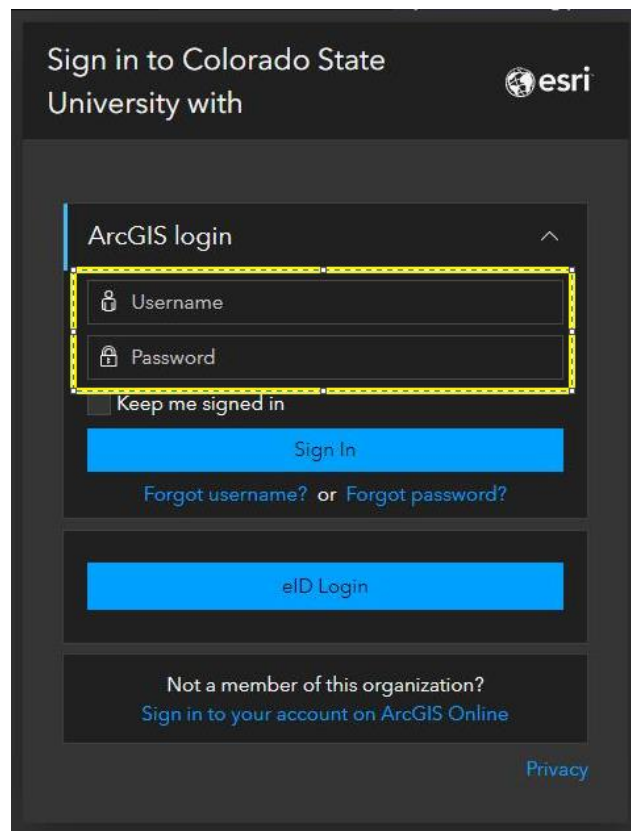 Sign in to Colorado State
University with
esri
ArcGIS login
Username
Password
Keep me signed in
Sign In
Forgot username? or Forgot password?
eID Login
Not a member of this organization?
Sign in to your account on ArcGIS Online
Privacy